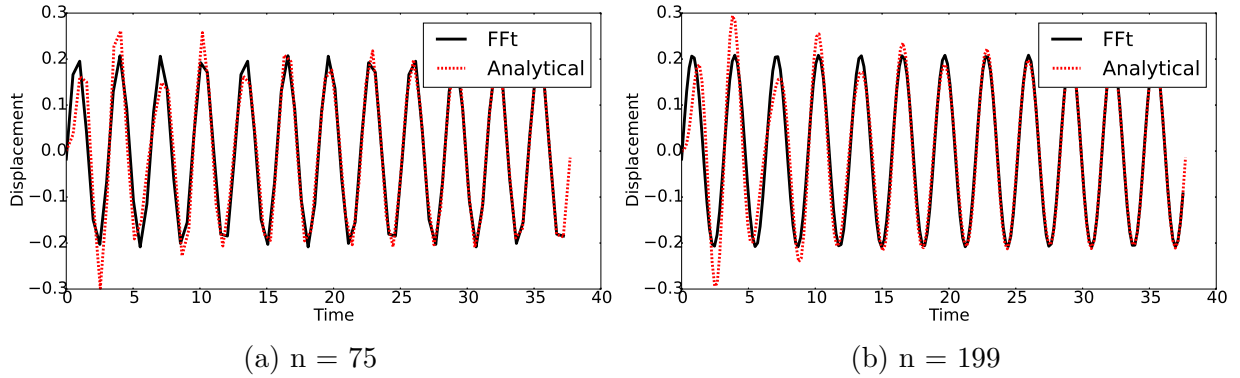 0.3
0.2
0.1
0.0
−0.1
−0.2
−0.3
0 5 10 15 20 25 30 35 40
Time
Displacement
FFt
Analytical
(a) n = 75
0.3
0.2
0.1
0.0
−0.1
−0.2
−0.3
0 5 10 15 20 25 30 35 40
Time
Displacement
FFt
Analytical
(b) n = 199